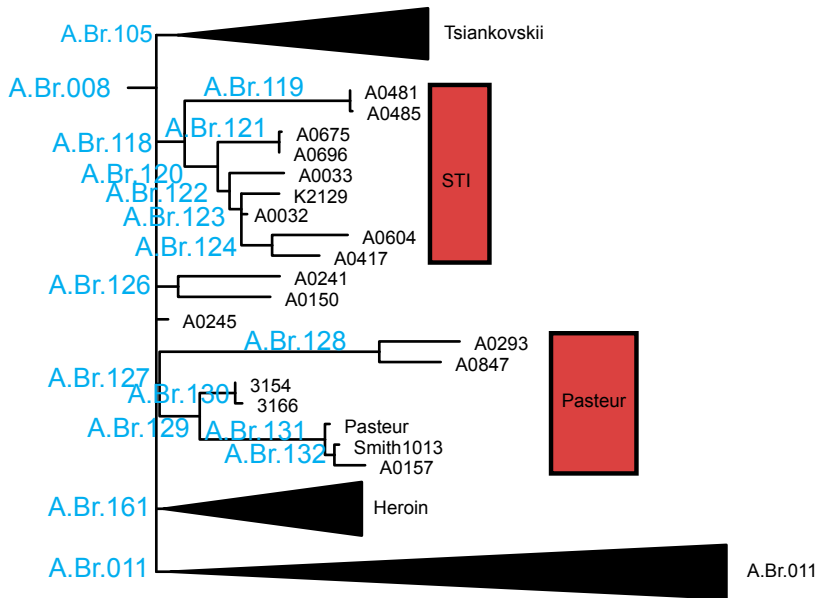 A.Br.105
Tsiankovskii
A.Br.008
A.Br.119
A0481
A0485
A.Br.118
A.Br.121
A0675
A0696
A.Br.120
A0033
STI
A.Br.122
K2129
A.Br.123
A0032
A.Br.124
A0604
A0417
A.Br.126
A0241
A0150
A0245
A.Br.128
A0293
A0847
A.Br.127
A.Br.130
3154
3166
Pasteur
A.Br.129
A.Br.131
Pasteur
Smith1013
A.Br.132
A0157
A.Br.161
Heroin
A.Br.011
A.Br.011